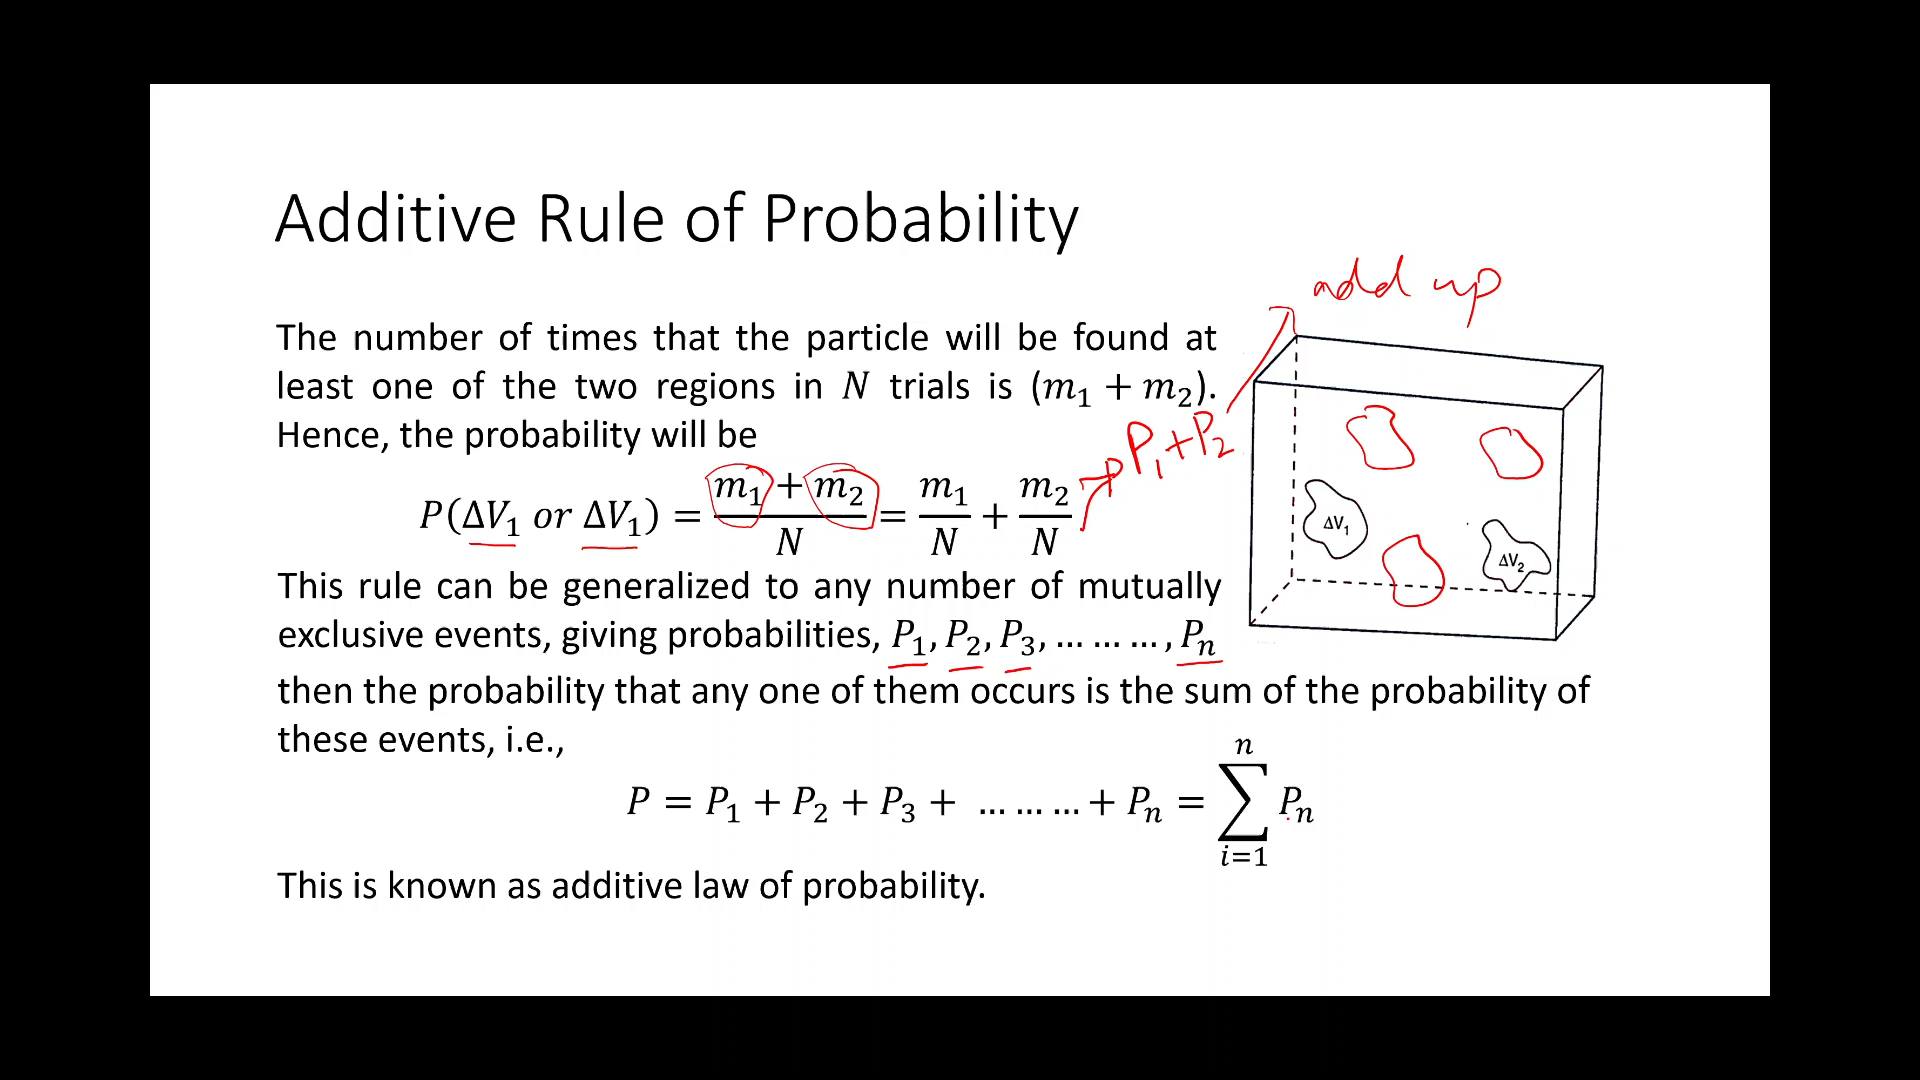 Additive Rule of Probability
add up
The number of times that the particle will be found at
least one of the two regions in N trials is (m₁ + m₂).
Hence, the probability will be
P₁+P₂
P(ΔV₁ or ΔV₁) = (m₁ + m₂)/N = m₁/N + m₂/N
ΔV₁
ΔV₂
This rule can be generalized to any number of mutually
exclusive events, giving probabilities, P₁, P₂, P₃, ... ... ..., Pₙ
then the probability that any one of them occurs is the sum of the probability of
these events, i.e.,
P = P₁ + P₂ + P₃ + ... ... ... + Pₙ = ∑ⁿᵢ₌₁ Pₙ
This is known as additive law of probability.